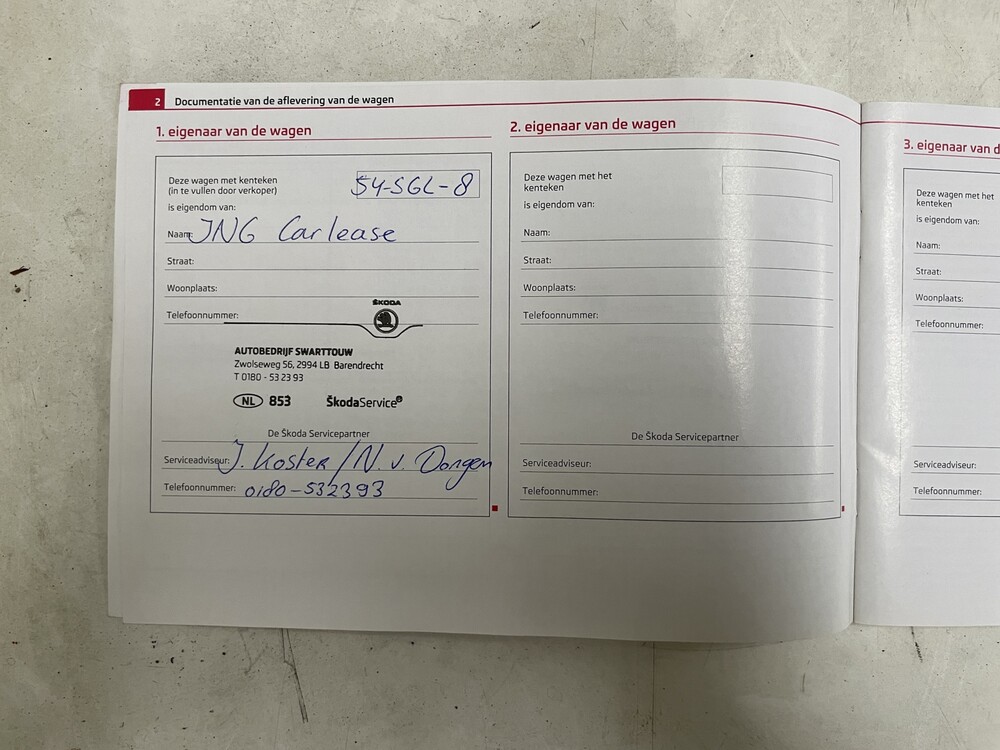 2 Documentatie van de aflevering van de wagen
1. eigenaar van de wagen
Deze wagen met kenteken
(in te vullen door verkoper)
54-SGL-8
is eigendom van:
Naam: ING Car lease
Straat:
Woonplaats:
Telefoonnummer:
ŠKODA
AUTOBEDRIJF SWARTTOUW
Zwolseweg 56, 2994 LB Barendrecht
T 0180 - 53 23 93
NL 853 ŠkodaService
De Škoda Servicepartner
Serviceadviseur: J. Koster / N. v. Dongen
Telefoonnummer: 0180-532393
2. eigenaar van de wagen
Deze wagen met het
kenteken
is eigendom van:
Naam:
Straat:
Woonplaats:
Telefoonnummer:
De Škoda Servicepartner
Serviceadviseur:
Telefoonnummer:
3. eigenaar van d
Deze wagen met het
kenteken
is eigendom van:
Naam:
Straat:
Woonplaats:
Telefoonnummer:
Serviceadviseur:
Telefoonnummer: